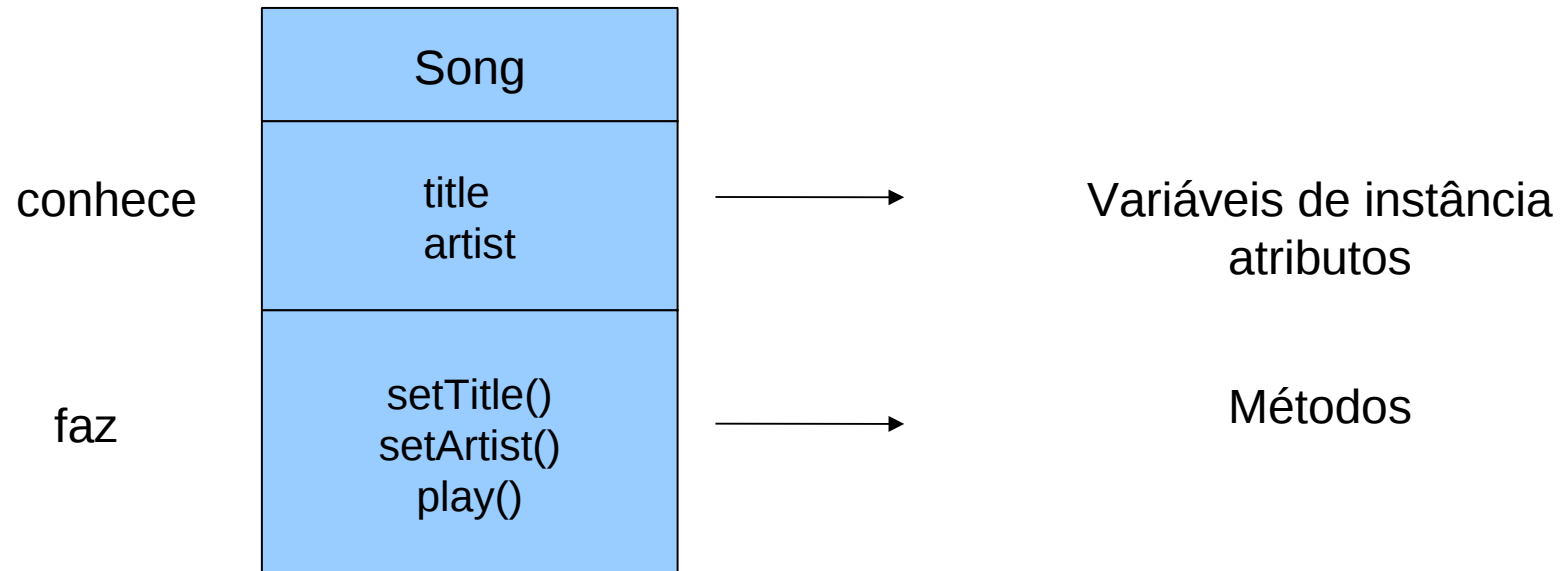 Song
conhece
title
artist
Variáveis de instância
atributos
faz
setTitle()
setArtist()
play()
Métodos